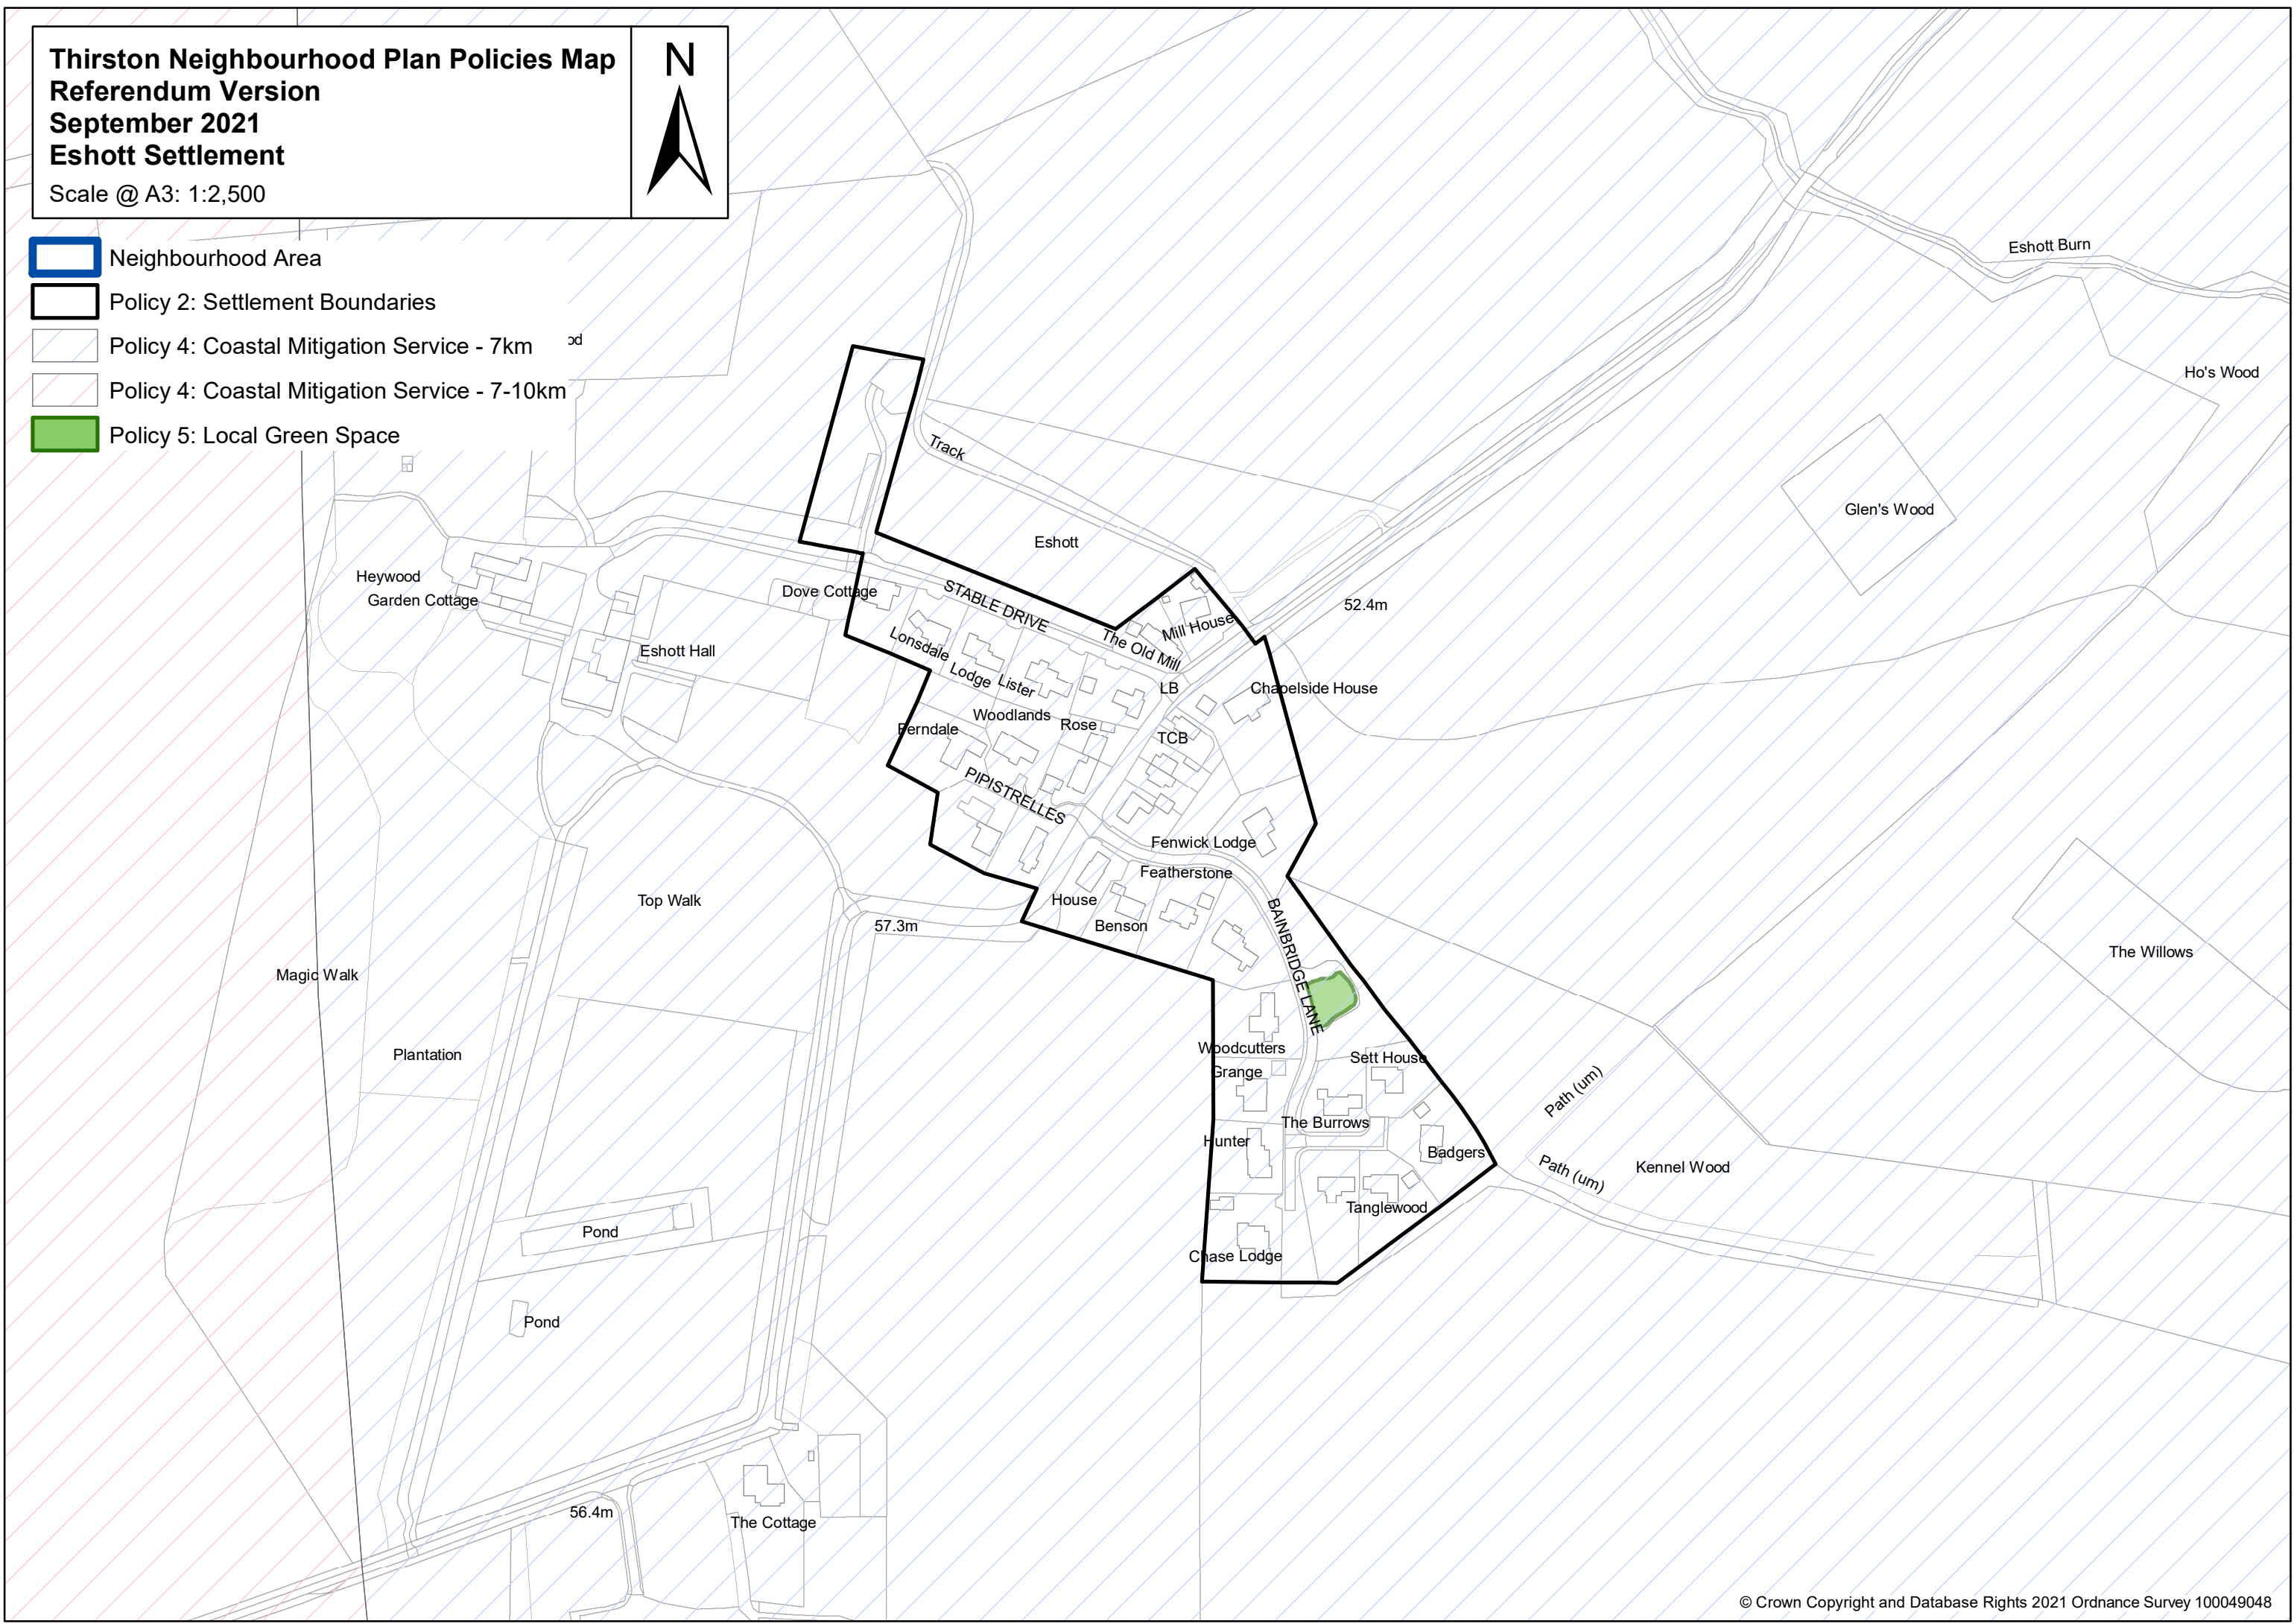 Thirston Neighbourhood Plan Policies Map
Referendum Version
September 2021
Eshott Settlement
Scale @ A3: 1:2,500
N
Neighbourhood Area
Policy 2: Settlement Boundaries
Policy 4: Coastal Mitigation Service - 7km
Policy 4: Coastal Mitigation Service - 7-10km
Policy 5: Local Green Space
od
Eshott Burn
Ho's Wood
Glen's Wood
Track
Eshott
Heywood
Garden Cottage
Dove Cottage
STABLE DRIVE
52.4m
Mill House
The Old Mill
Eshott Hall
Lonsdale
Lodge
Lister
LB
Chapelside House
Woodlands
Rose
Ferndale
TCB
PIPISTRELLES
Fenwick Lodge
Featherstone
House
Benson
Top Walk
57.3m
BAINBRIDGE LANE
Magic Walk
The Willows
Plantation
Woodcutters
Grange
Sett House
Path (um)
The Burrows
Hunter
Badgers
Path (um)
Kennel Wood
Tanglewood
Pond
Chase Lodge
Pond
56.4m
The Cottage
© Crown Copyright and Database Rights 2021 Ordnance Survey 100049048